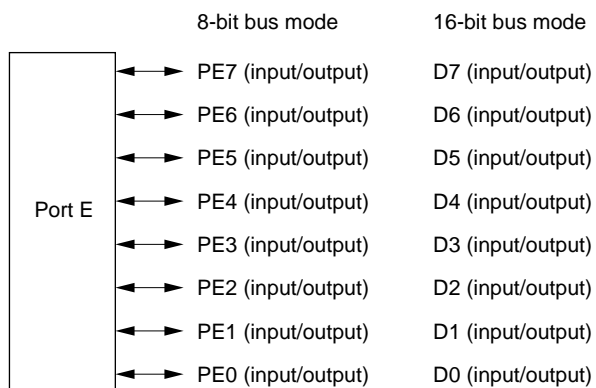 8-bit bus mode 16-bit bus mode
PE7 (input/output) D7 (input/output)
PE6 (input/output) D6 (input/output)
PE5 (input/output) D5 (input/output)
Port E PE4 (input/output) D4 (input/output)
PE3 (input/output) D3 (input/output)
PE2 (input/output) D2 (input/output)
PE1 (input/output) D1 (input/output)
PE0 (input/output) D0 (input/output)